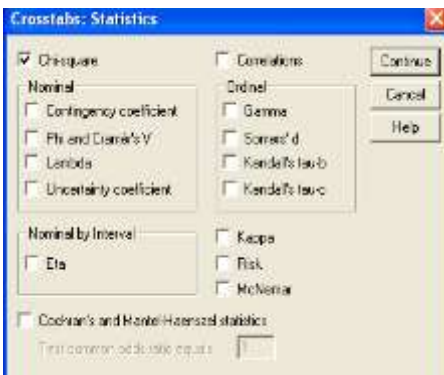 Crosstabs: Statistics
Chi-square
Correlations
Continue
Cancel
Help
Nominal
Contingency coefficient
Phi and Cramér's V
Lambda
Uncertainty coefficient
Ordinal
Gamma
Somers' d
Kendall's tau-b
Kendall's tau-c
Nominal by Interval
Eta
Kappa
Risk
McNemar
Cochran's and Mantel-Haenszel statistics
Test common odds ratio equals: 1